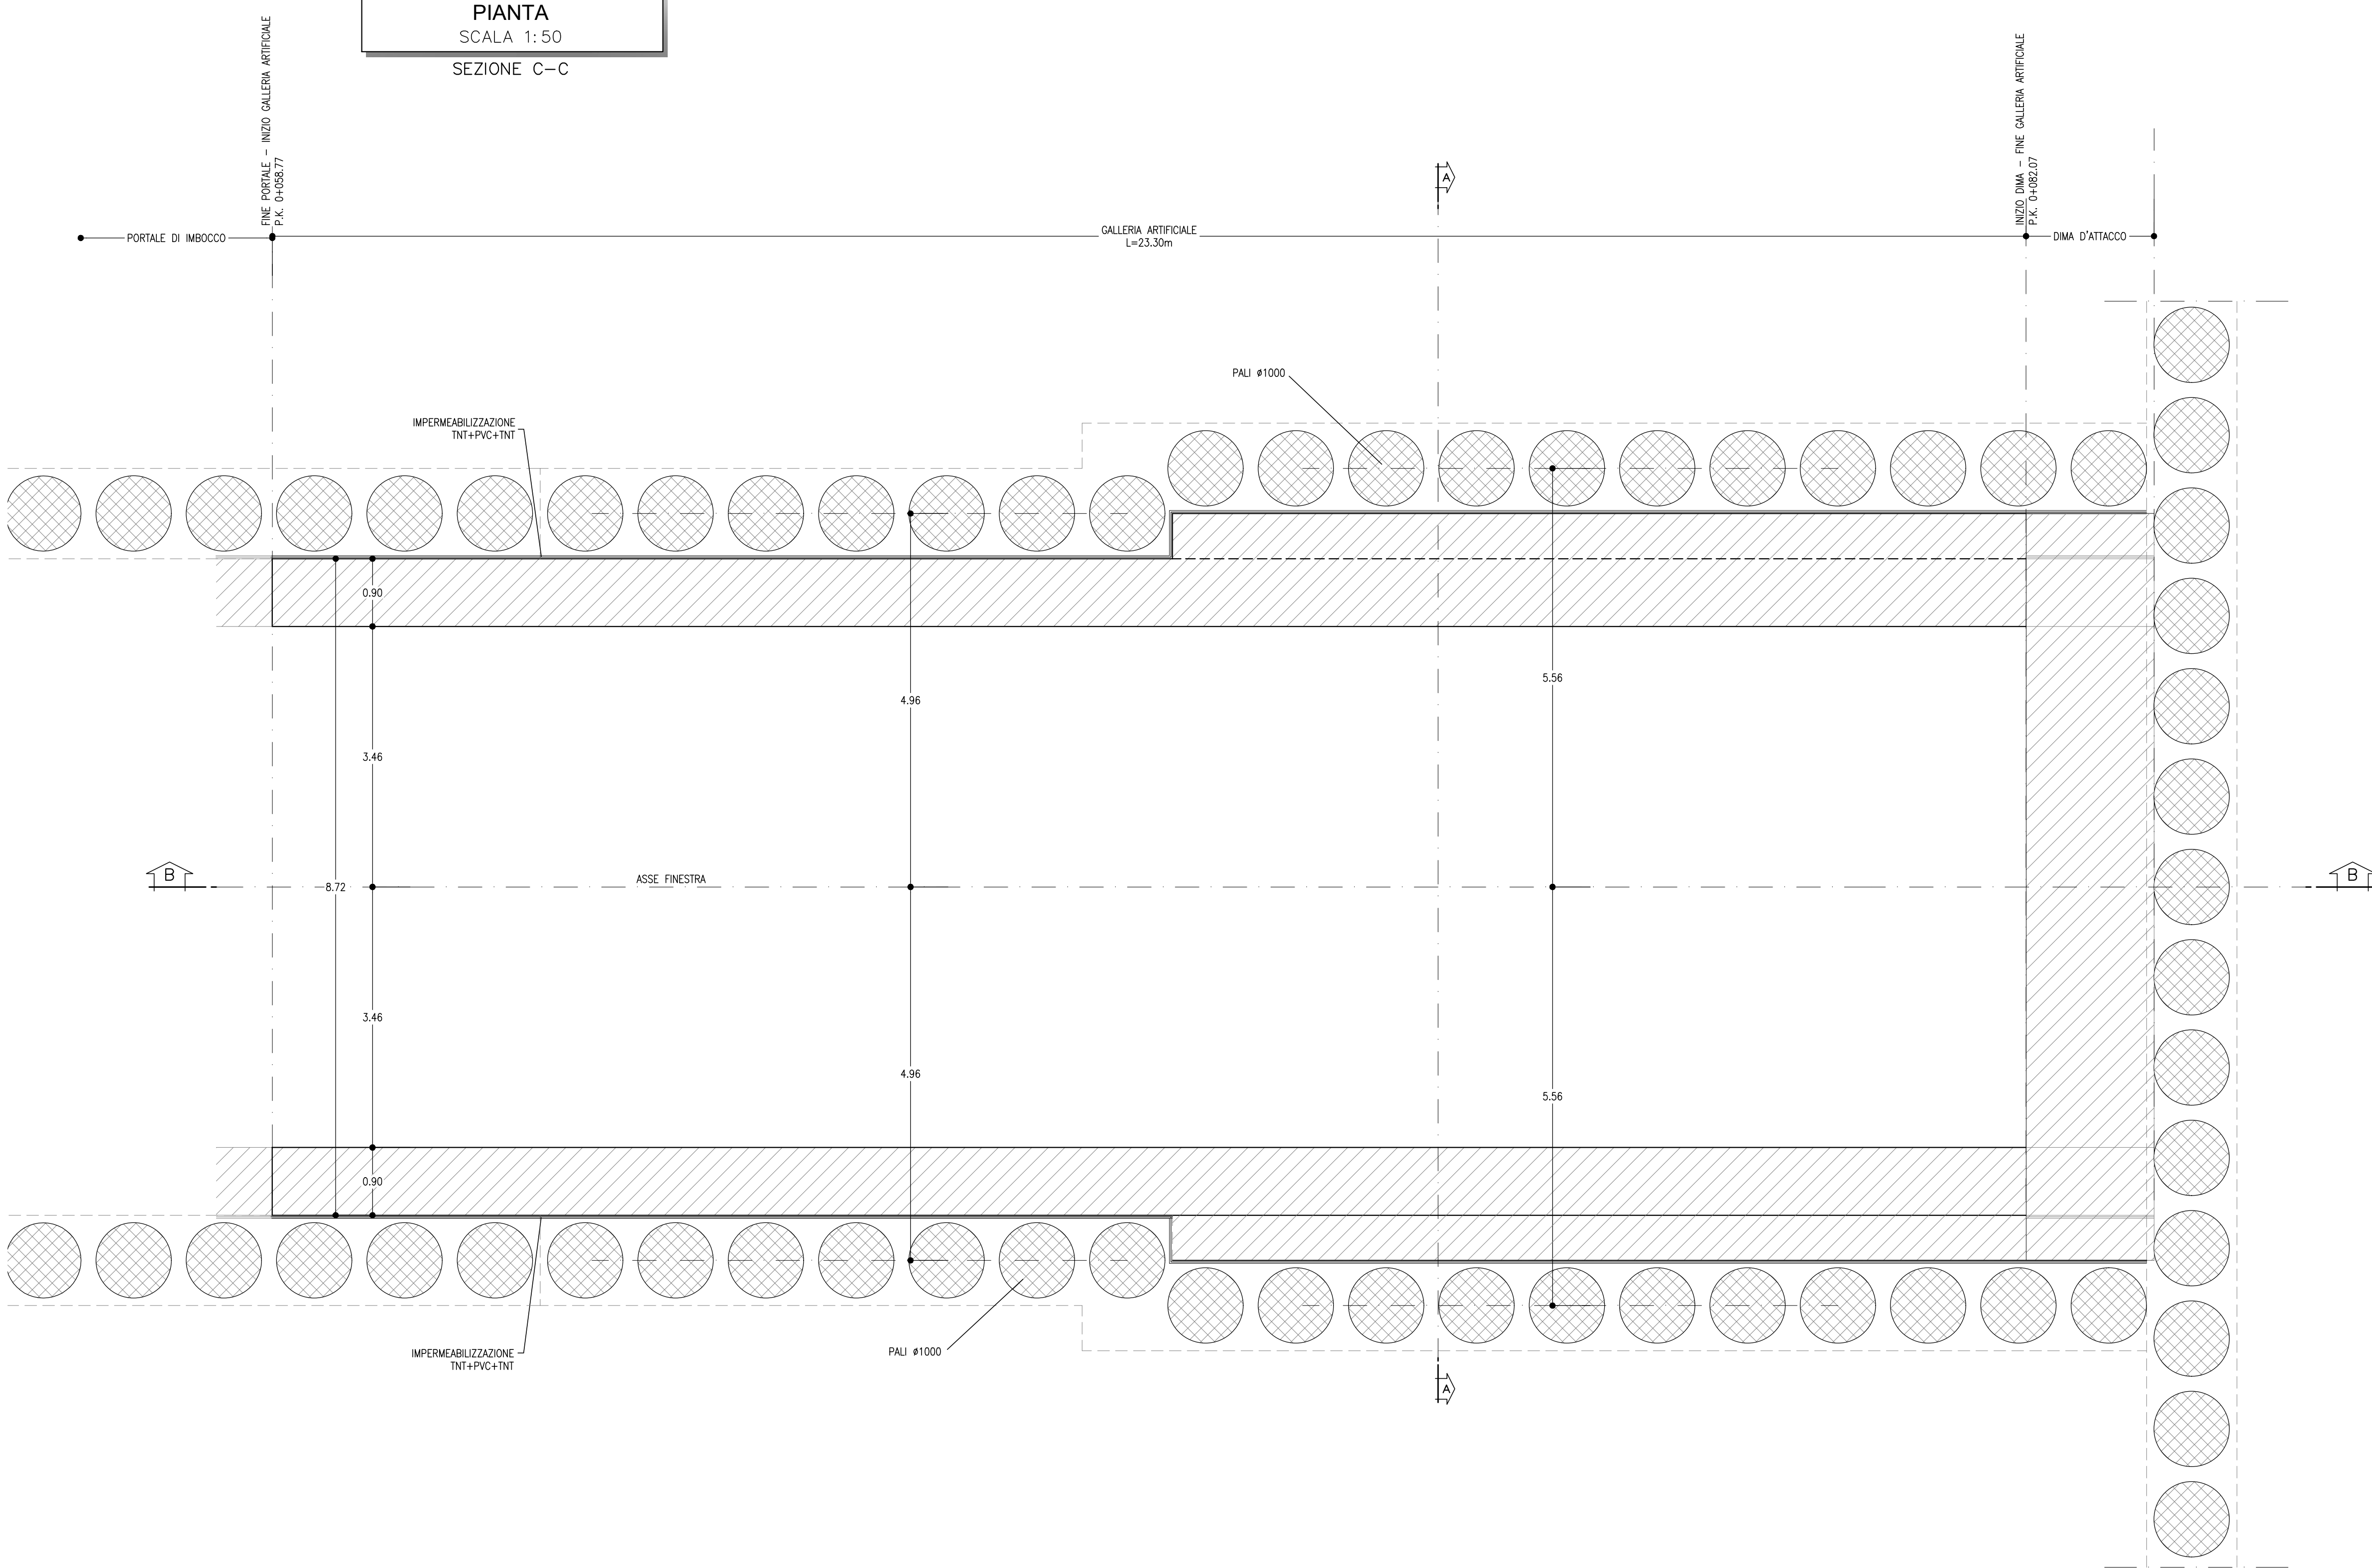 PIANTA
SCALA 1:50
SEZIONE C-C
FINE PORTALE - INIZIO GALLERIA ARTIFICIALE
P.K. 0+058.77
INIZIO DIMA - FINE GALLERIA ARTIFICIALE
P.K. 0+082.07
A
PORTALE DI IMBOCCO
GALLERIA ARTIFICIALE
L=23.30m
DIMA D'ATTACCO
PALI ø1000
IMPERMEABILIZZAZIONE
TNT+PVC+TNT
0.90
5.56
4.96
3.46
B
8.72
ASSE FINESTRA
B
3.46
4.96
5.56
0.90
IMPERMEABILIZZAZIONE
TNT+PVC+TNT
PALI ø1000
A